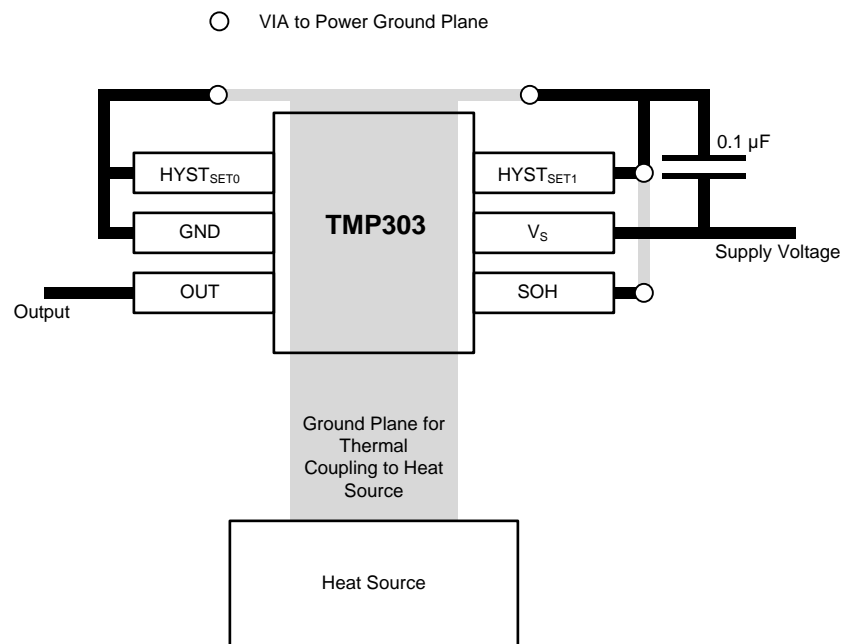 VIA to Power Ground Plane
0.1 µF
HYSTSET0
HYSTSET1
TMP303
GND
VS
Supply Voltage
OUT
SOH
Output
Ground Plane for
Thermal
Coupling to Heat
Source
Heat Source